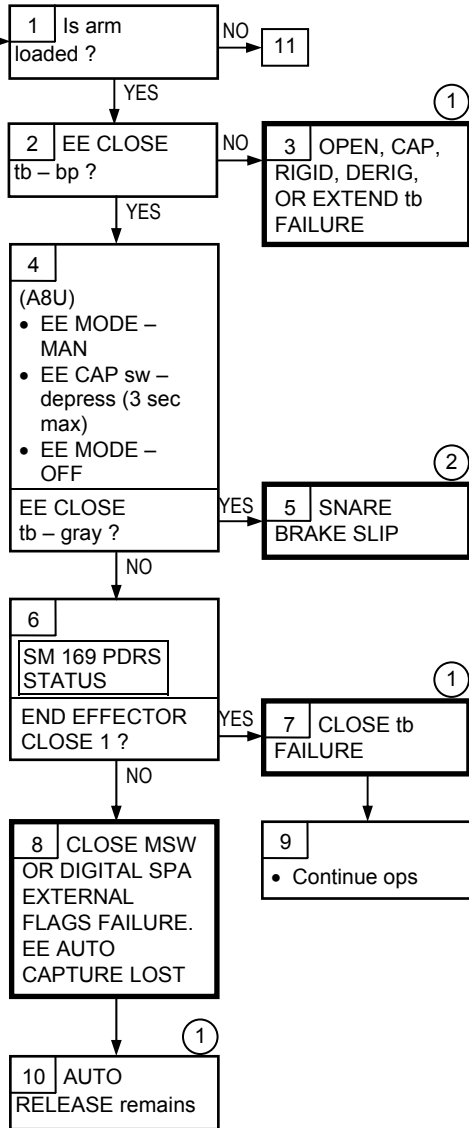 1 Is arm
loaded ?
NO
11
YES
1
2 EE CLOSE
tb – bp ?
NO
3 OPEN, CAP,
RIGID, DERIG,
OR EXTEND tb
FAILURE
YES
4
(A8U)
• EE MODE –
MAN
• EE CAP sw –
depress (3 sec
max)
• EE MODE –
OFF
EE CLOSE
tb – gray ?
YES
2
5 SNARE
BRAKE SLIP
NO
6
SM 169 PDRS
STATUS
END EFFECTOR
CLOSE 1 ?
YES
1
7 CLOSE tb
FAILURE
NO
8 CLOSE MSW
OR DIGITAL SPA
EXTERNAL
FLAGS FAILURE.
EE AUTO
CAPTURE LOST
9
• Continue ops
1
10 AUTO
RELEASE remains